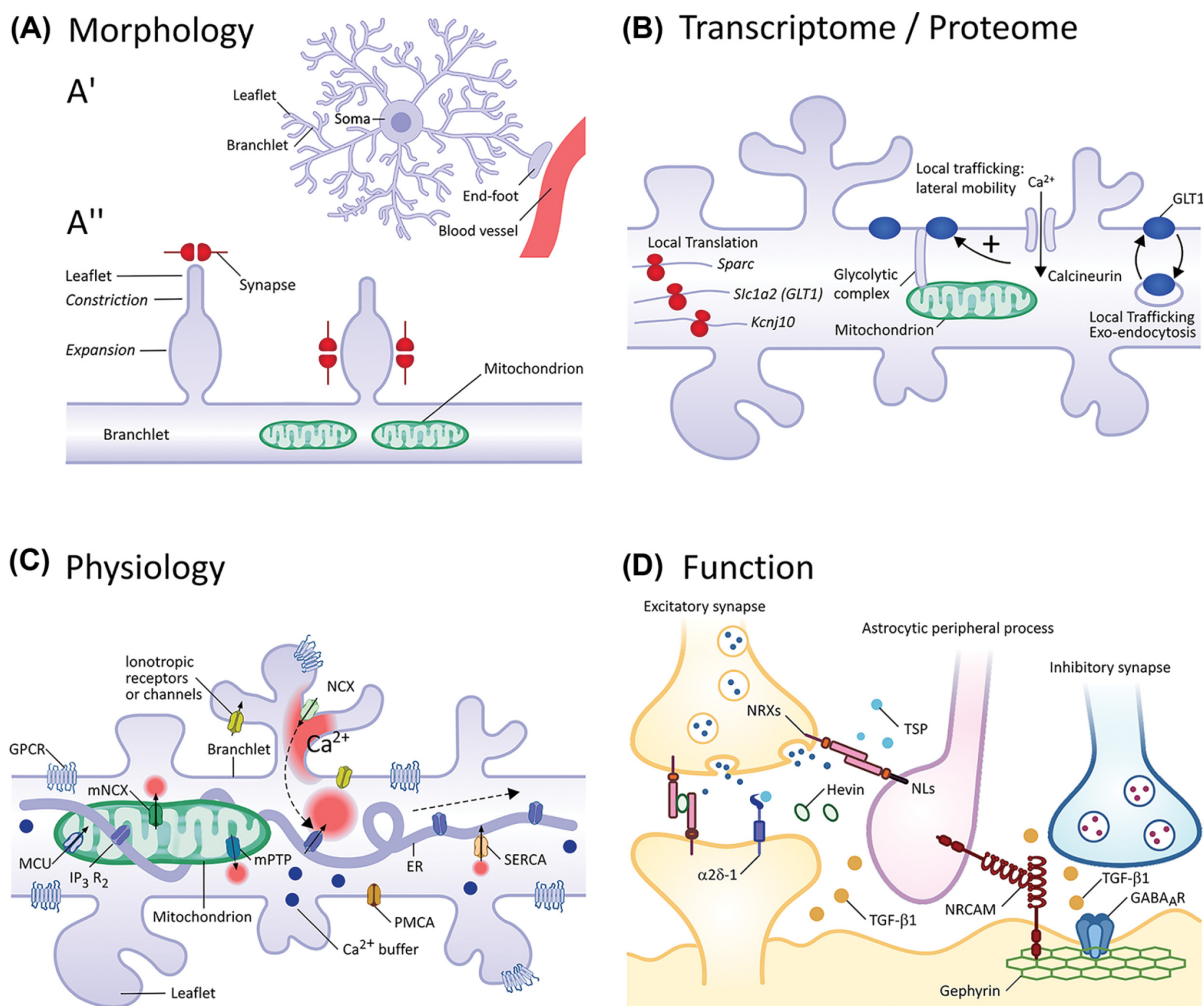 (A) Morphology
A'
Leaflet
Branchlet
Soma
End-foot
Blood vessel
A"
Leaflet
Constriction
Synapse
Expansion
Mitochondrion
Branchlet
(B) Transcriptome / Proteome
Local trafficking:
lateral mobility
Ca2+
GLT1
Local Translation
Sparc
Slc1a2 (GLT1)
Kcnj10
Glycolytic
complex
+
Calcineurin
Mitochondrion
Local Trafficking
Exo-endocytosis
(C) Physiology
Ionotropic
receptors
or channels
NCX
Ca2+
GPCR
Branchlet
mNCX
MCU
IP3 R2
mPTP
ER
SERCA
Mitochondrion
PMCA
Ca2+
buffer
Leaflet
(D) Function
Excitatory synapse
Astrocytic peripheral process
Inhibitory synapse
NRXs
TSP
Hevin
NLs
α2δ-1
TGF-β1
NRCAM
TGF-β1
GABAAR
Gephyrin